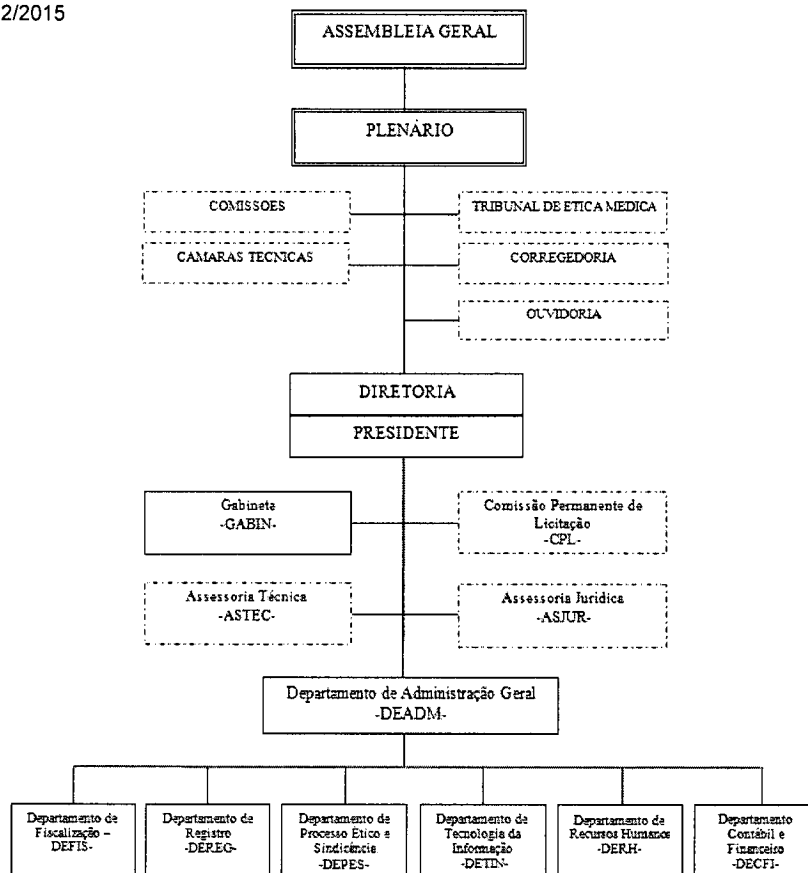 2/2015
ASSEMBLEIA GERAL
PLENÁRIO
COMISSOES
TRIBUNAL DE ETICA MEDICA
CAMARAS TECNICAS
CORREGEDORIA
OUVIDORIA
DIRETORIA
PRESIDENTE
Gabinete
-GABIN-
Comissão Permanente de
Licitação
-CPL-
Assessoria Técnica
-ASTEC-
Assessoria Juridica
-ASJUR-
Departamento de Administração Geral
-DEADM-
Departamento de
Fiscalização –
DEFIS-
Departamento de
Registro
-DEREG-
Departamento de
Processo Ético e
Sindicância
-DEPES-
Departamento de
Tecnologia da
Informação
-DETIN-
Departamento de
Recursos Humanos
-DERH-
Departamento
Contábil e
Financeiro
-DECFI-